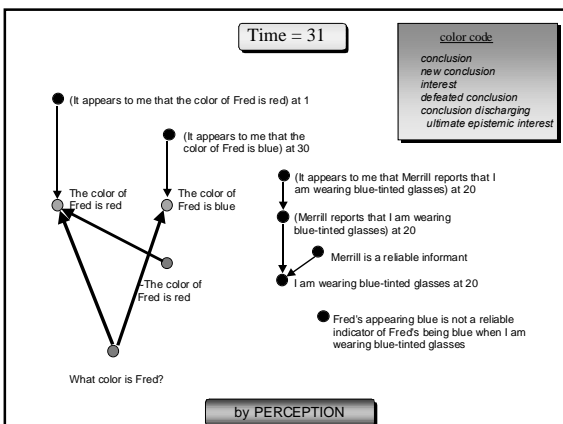 Time = 31
color code
conclusion
new conclusion
interest
defeated conclusion
conclusion discharging
ultimate epistemic interest
(It appears to me that the color of Fred is red) at 1
(It appears to me that the
color of Fred is blue) at 30
(It appears to me that Merrill reports that I
am wearing blue-tinted glasses) at 20
The color of
Fred is red
The color of
Fred is blue
(Merrill reports that I am wearing
blue-tinted glasses) at 20
Merrill is a reliable informant
~The color of
Fred is red
I am wearing blue-tinted glasses at 20
Fred's appearing blue is not a reliable
indicator of Fred's being blue when I am
wearing blue-tinted glasses
What color is Fred?
by PERCEPTION